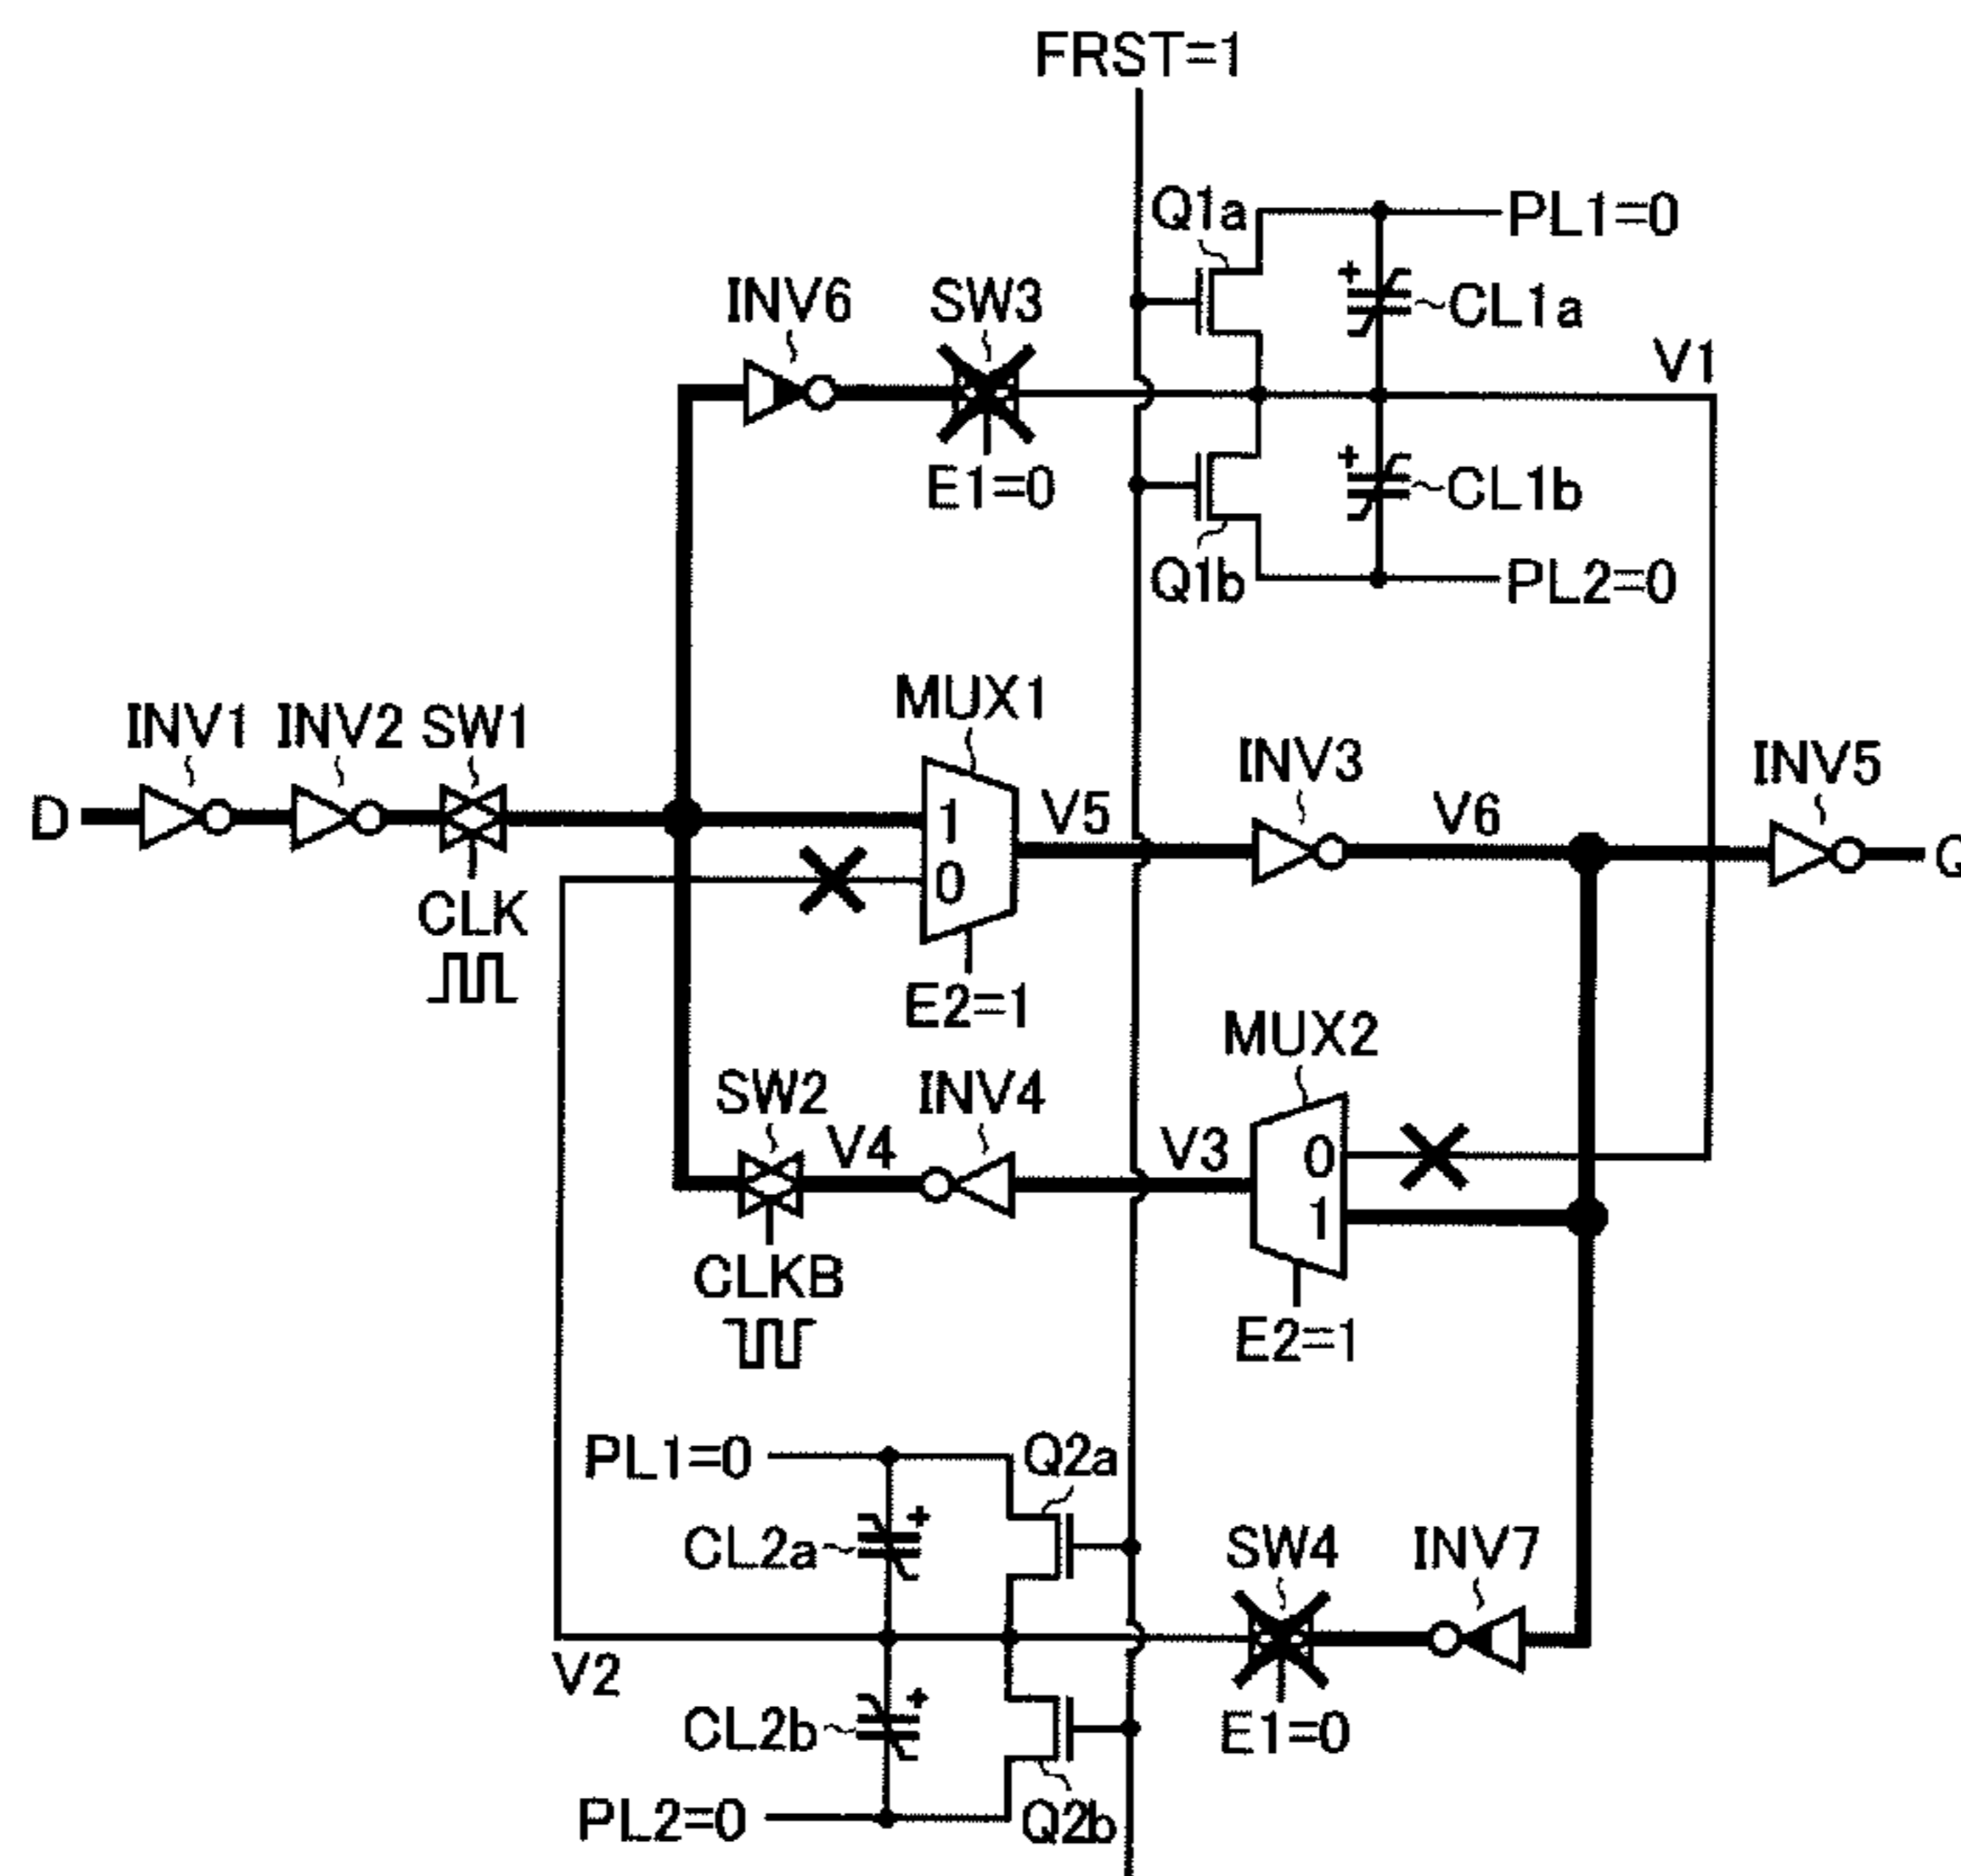 FRST=1
Q1a
PL1=0
INV6
SW3
+
CL1a
V1
E1=0
+
CL1b
Q1b
PL2=0
MUX1
INV1
INV2
SW1
INV3
INV5
D
1
V5
V6
Q
0
CLK
E2=1
MUX2
SW2
INV4
V4
V3
0
1
CLKB
E2=1
PL1=0
Q2a
+
CL2a
SW4
INV7
V2
+
CL2b
E1=0
PL2=0
Q2b